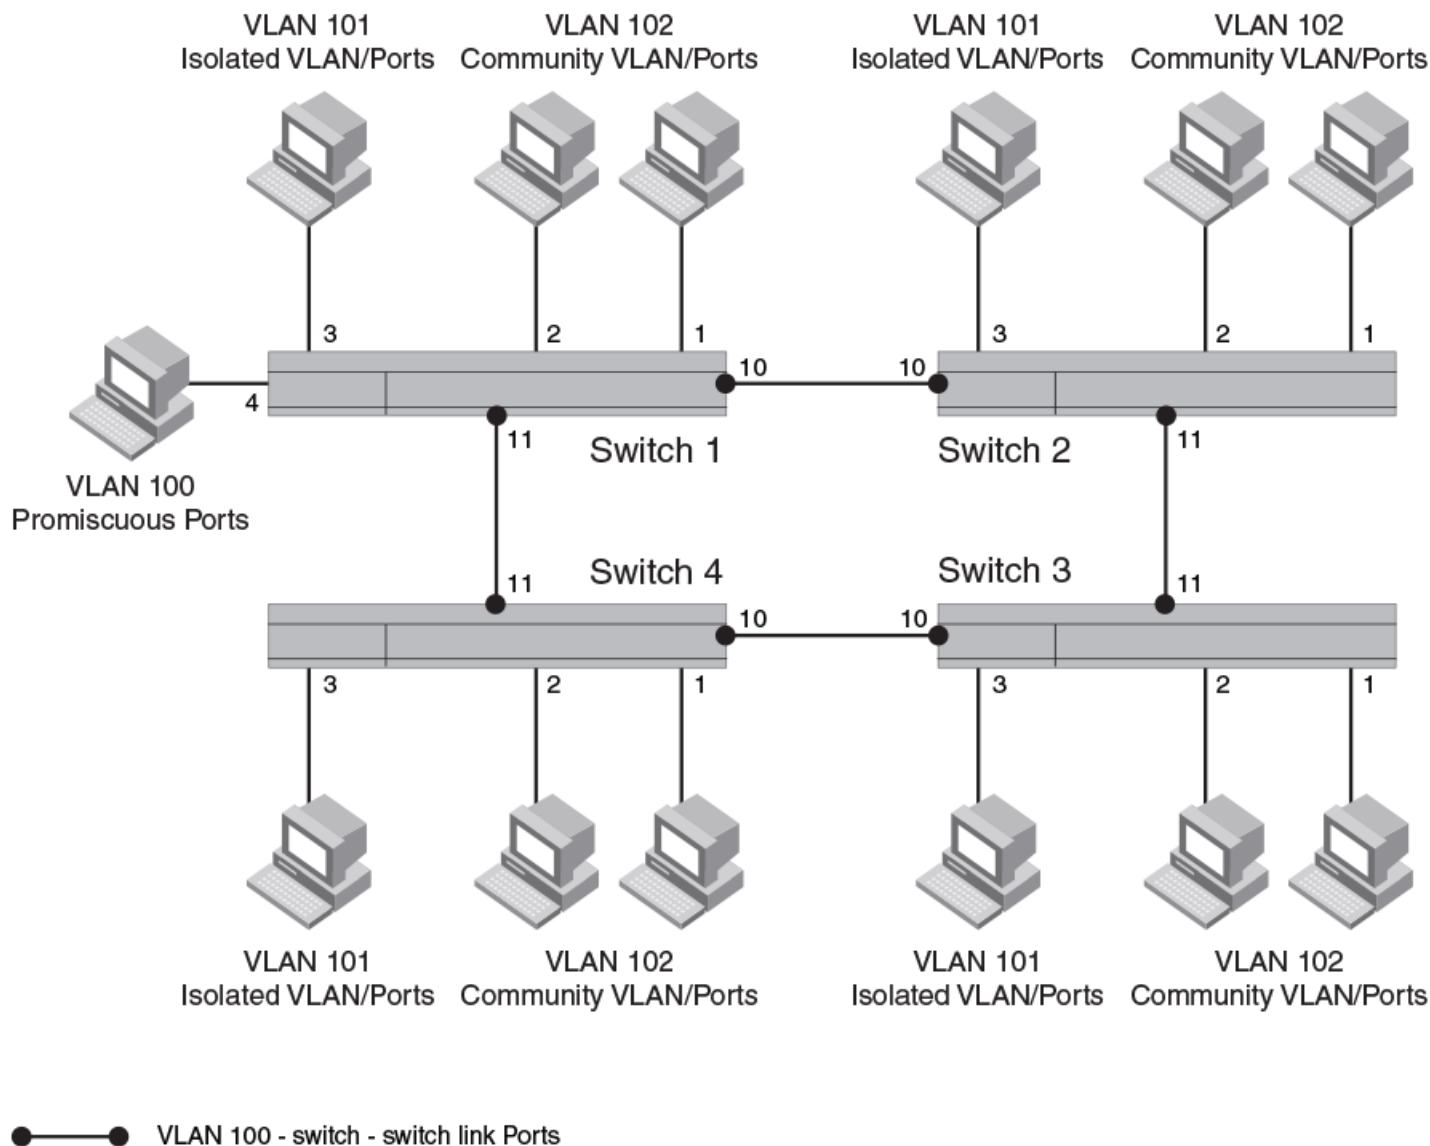 VLAN 101
Isolated VLAN/Ports
VLAN 102
Community VLAN/Ports
VLAN 101
Isolated VLAN/Ports
VLAN 102
Community VLAN/Ports
3
2
1
3
2
1
4
10
10
11
Switch 1
Switch 2
11
VLAN 100
Promiscuous Ports
11
Switch 4
Switch 3
11
10
10
3
2
1
3
2
1
VLAN 101
Isolated VLAN/Ports
VLAN 102
Community VLAN/Ports
VLAN 101
Isolated VLAN/Ports
VLAN 102
Community VLAN/Ports
VLAN 100 - switch - switch link Ports